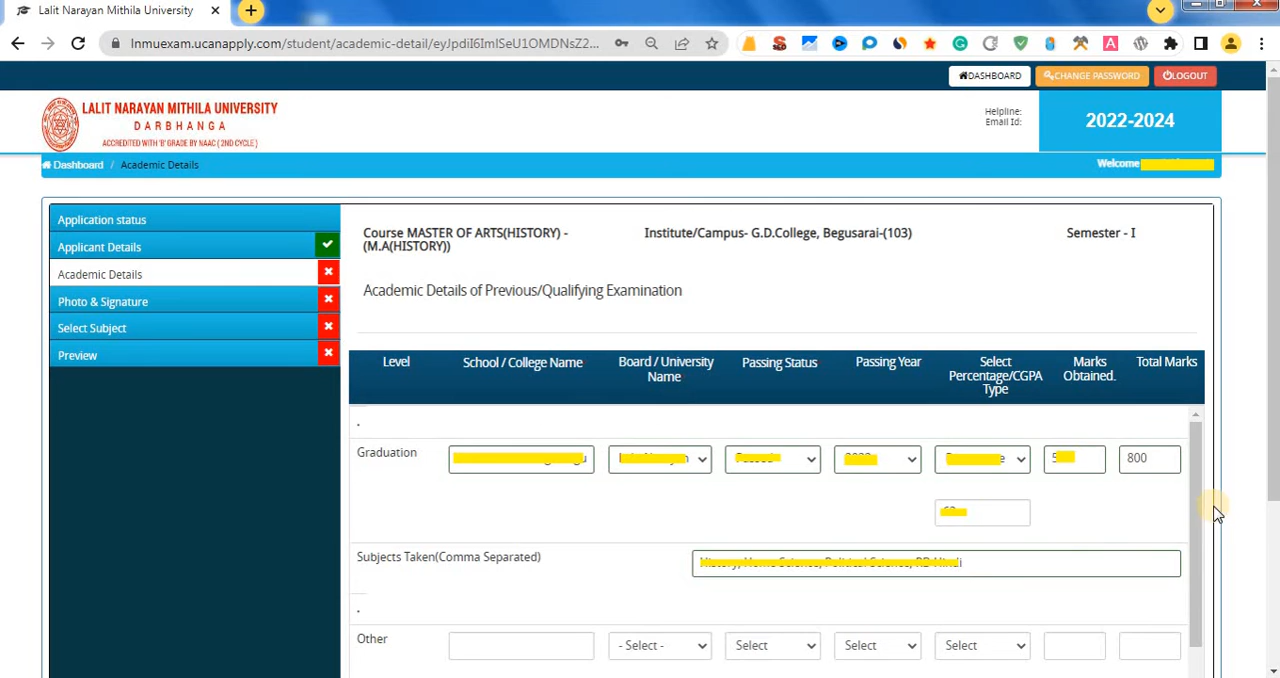 Lalit Narayan Mithila University
lnmuexam.ucanapply.com/student/academic-detail/eyJpdiI6ImlSeU1OMDNsZ2...
DASHBOARD
CHANGE PASSWORD
LOGOUT
LALIT NARAYAN MITHILA UNIVERSITY
DARBHANGA
ACCREDITED WITH 'B' GRADE BY NAAC (2ND CYCLE)
Helpline:
Email Id:
2022-2024
Dashboard / Academic Details
Welcome
Application status
Applicant Details
Academic Details
Photo & Signature
Select Subject
Preview
Course MASTER OF ARTS(HISTORY) -
(M.A(HISTORY))
Institute/Campus- G.D.College, Begusarai-(103)
Semester - I
Academic Details of Previous/Qualifying Examination
Level
School / College Name
Board / University
Name
Passing Status
Passing Year
Select
Percentage/CGPA
Type
Marks
Obtained.
Total Marks
.
Graduation
800
Subjects Taken(Comma Separated)
.
Other
- Select -
Select
Select
Select